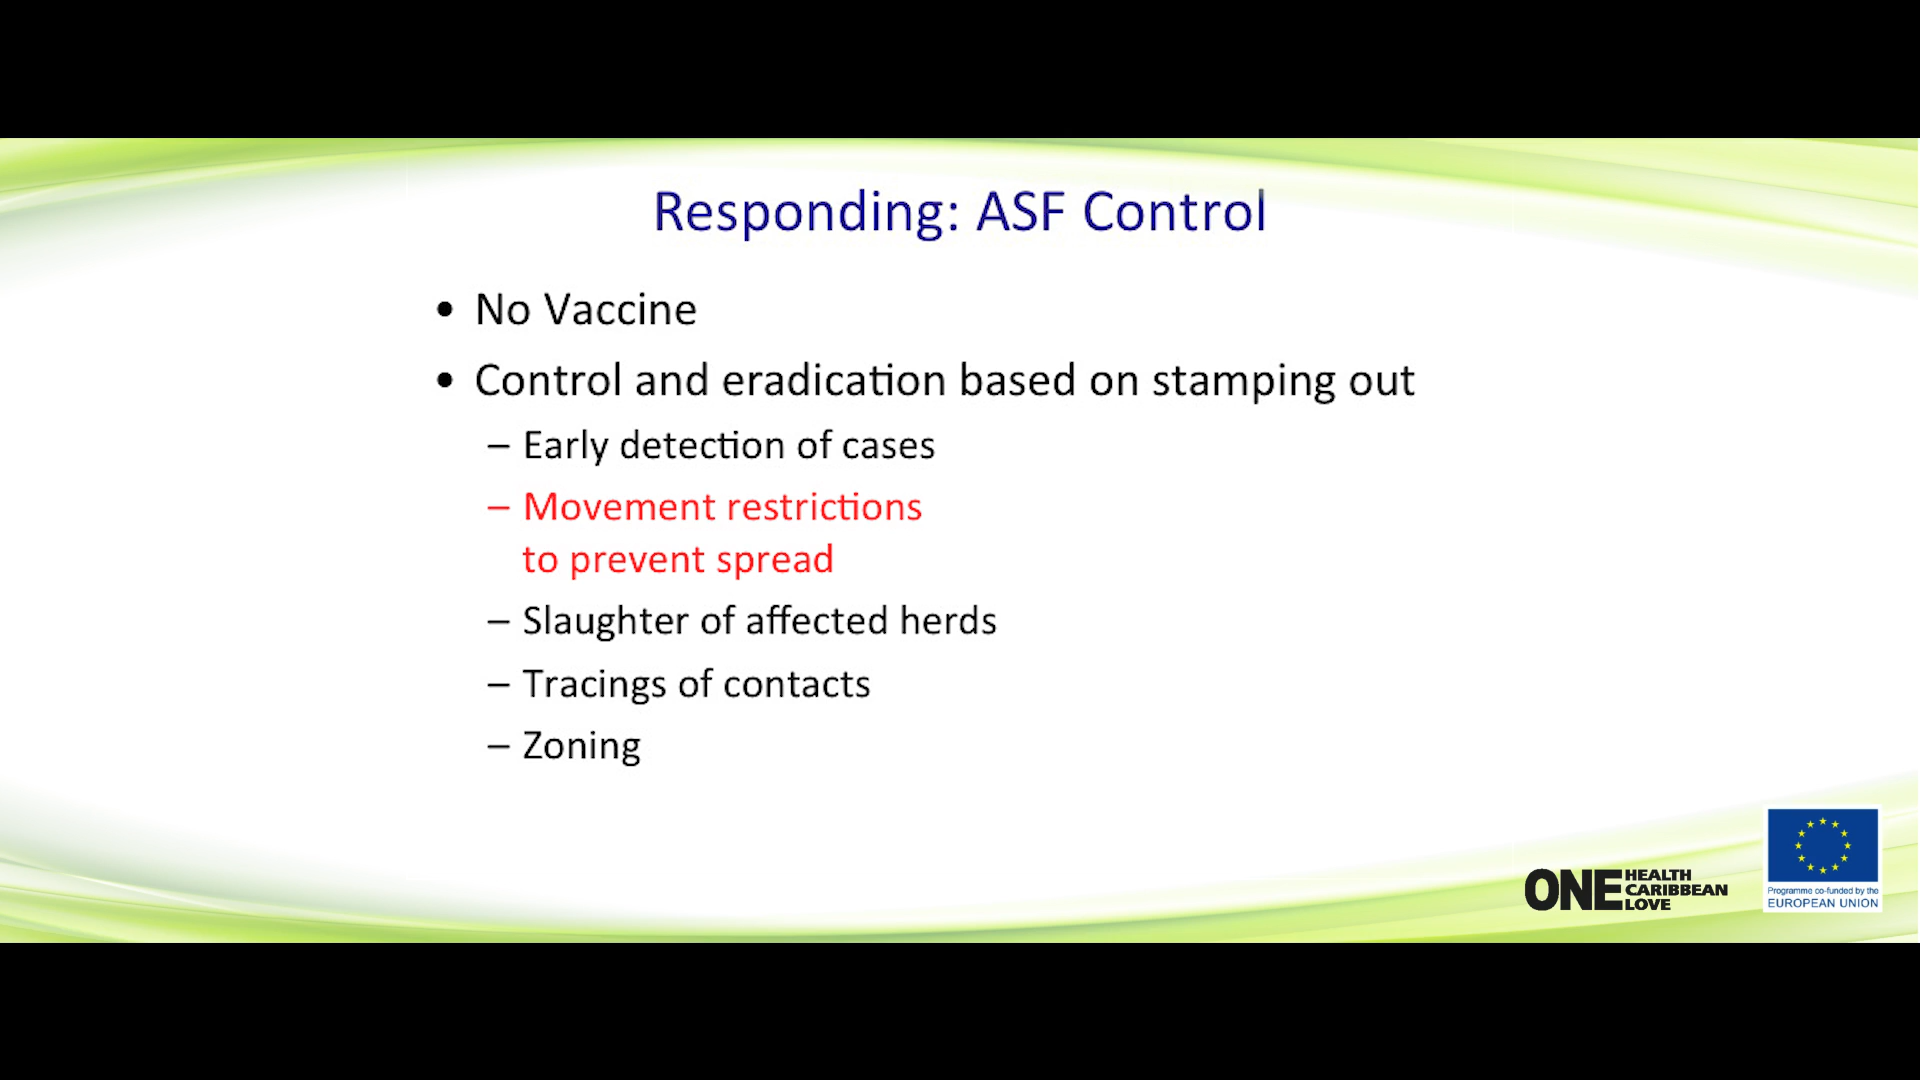 Responding: ASF Control
• No Vaccine
• Control and eradication based on stamping out
– Early detection of cases
– Movement restrictions
to prevent spread
– Slaughter of affected herds
– Tracings of contacts
– Zoning
ONE HEALTH
CARIBBEAN
LOVE
Programme co-funded by the
EUROPEAN UNION